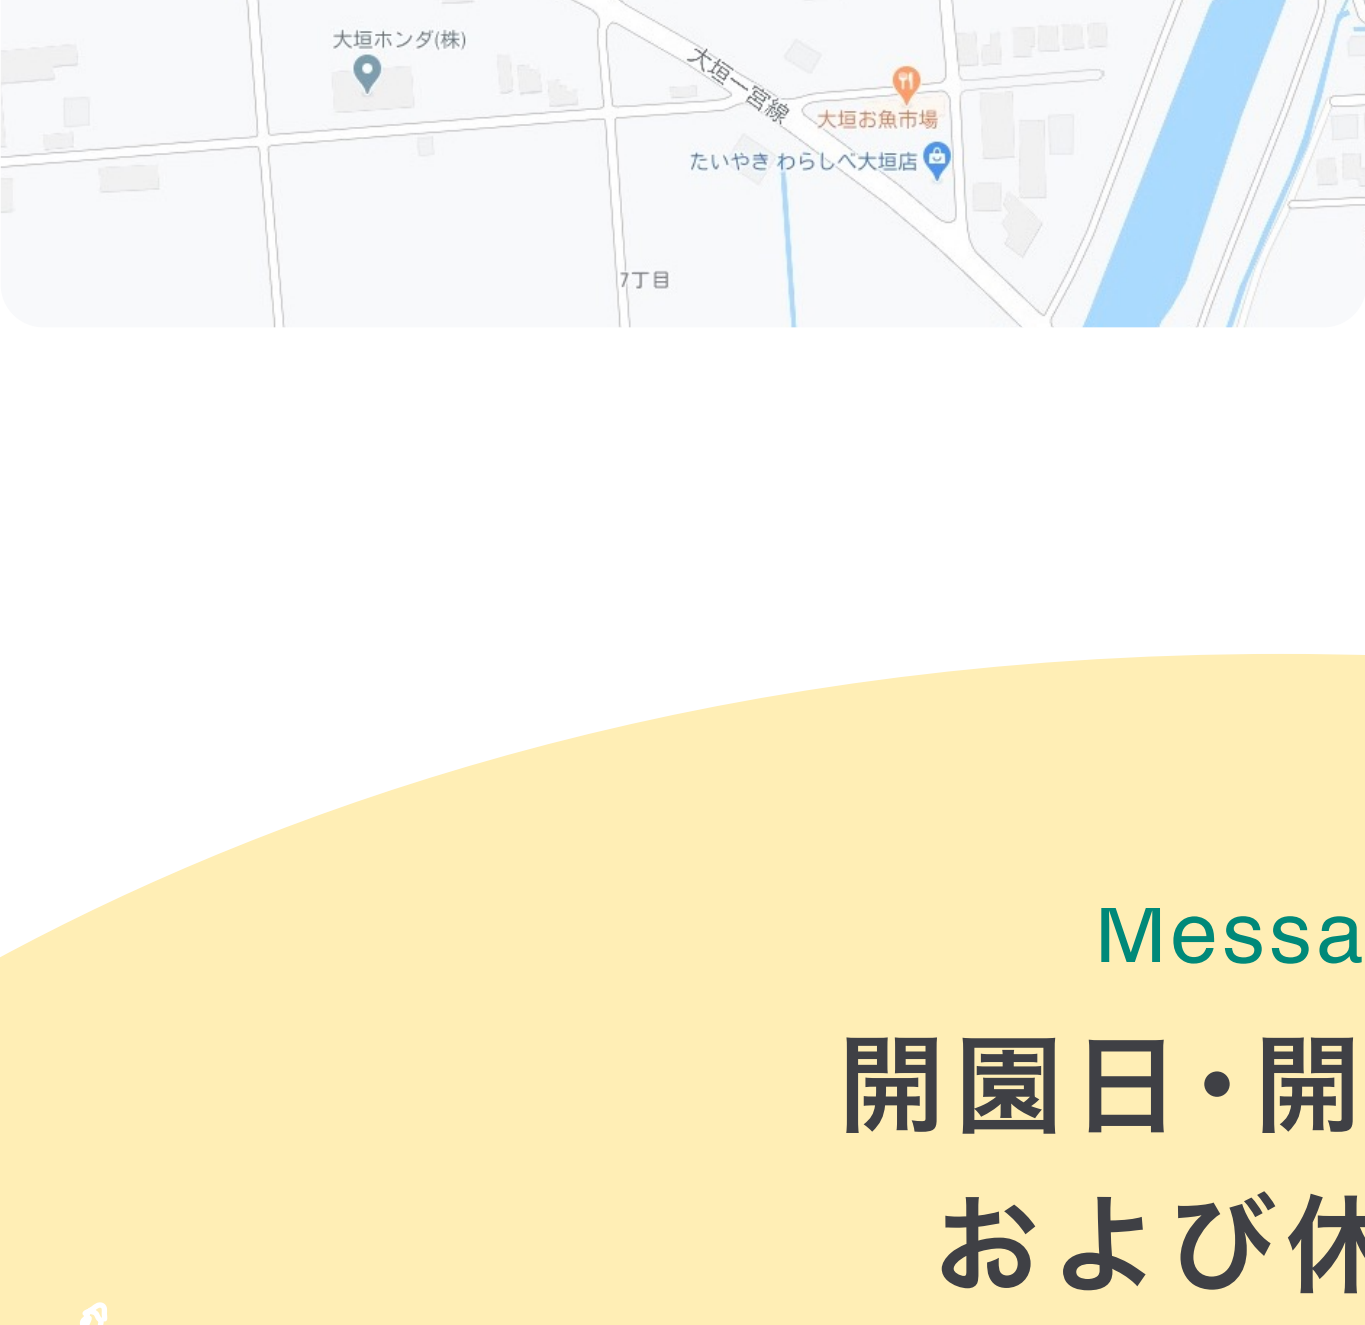 大垣ホンダ(株)
大垣一宮線
大垣お魚市場
たいやき わらしべ大垣店
7丁目
Messa
開園日・開
および休